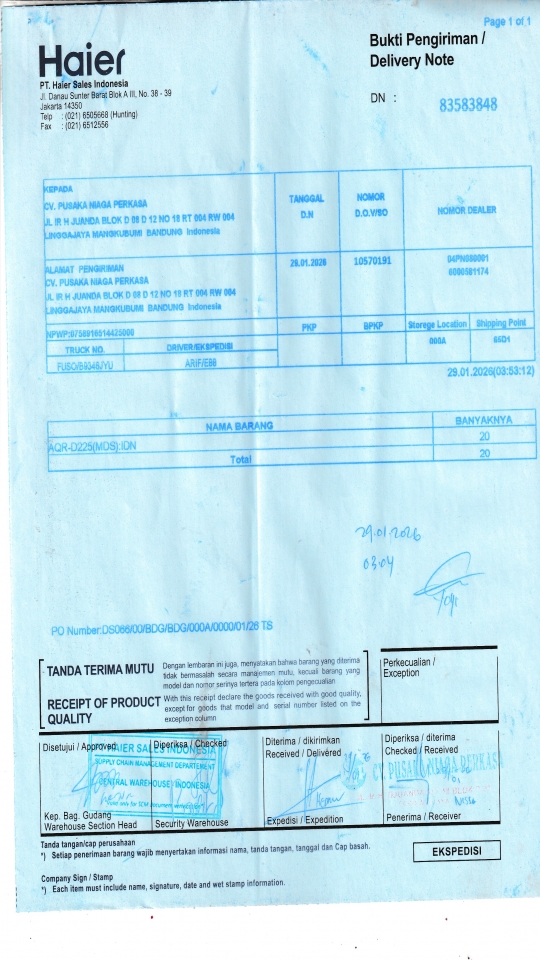 Page 1 of 1
Haier
PT. Haier Sales Indonesia
Jl. Danau Sunter Barat Blok A III, No. 38 - 39
Jakarta 14350
Telp : (021) 6505668 (Hunting)
Fax : (021) 6512556
Bukti Pengiriman /
Delivery Note
DN : 83583848
KEPADA
CV. PUSAKA NIAGA PERKASA
JL IR H JUANDA BLOK D 08 D 12 NO 18 RT 004 RW 004
LINGGAJAYA MANGKUBUMI BANDUNG Indonesia
TANGGAL
D.N
NOMOR
D.O.V/SO
NOMOR DEALER
ALAMAT PENGIRIMAN
CV. PUSAKA NIAGA PERKASA
JL IR H JUANDA BLOK D 08 D 12 NO 18 RT 004 RW 004
LINGGAJAYA MANGKUBUMI BANDUNG Indonesia
29.01.2026
10570191
04PNS80001
6000581174
NPWP:0758916514425000
PKP
BPKP
Storege Location
Shipping Point
000A
66D1
TRUCK NO.
DRIVER/EKSPEDISI
FUSO/B9348JYU
ARIF/EBB
29.01.2026(03:53:12)
NAMA BARANG
BANYAKNYA
AQR-D225(MDS):IDN
20
Total
20
29.01.2026
03.04
PO Number:DS066/00/BDG/BDG/000A/0000/01/26 TS
TANDA TERIMA MUTU
Dengan lembaran ini juga, menyatakan bahwa barang yang diterima
tidak bermasalah secara manajemen mutu, kecuali barang yang
model dan nomor serinya tertera pada kolom pengecualian
RECEIPT OF PRODUCT
QUALITY
With this receipt declare the goods received with good quality,
except for goods that model and serial number listed on the
exception column
Perkecualian /
Exception
Disetujui / Approved
Diperiksa / Checked
Diterima / dikirimkan
Received / Delivered
Diperiksa / diterima
Checked / Received
HAIER SALES INDONESIA
SUPPLY CHAIN MANAGEMENT DEPARTEMENT
CENTRAL WAREHOUSE INDONESIA
CV PUSAKA NIAGA PERKASA
Kep. Bag. Gudang
Warehouse Section Head
Security Warehouse
Expedisi / Expedition
Penerima / Receiver
Tanda tangan/cap perusahaan
*) Setiap penerimaan barang wajib menyertakan informasi nama, tanda tangan, tanggal dan Cap basah.
EKSPEDISI
Company Sign / Stamp
*) Each item must include name, signature, date and wet stamp information.